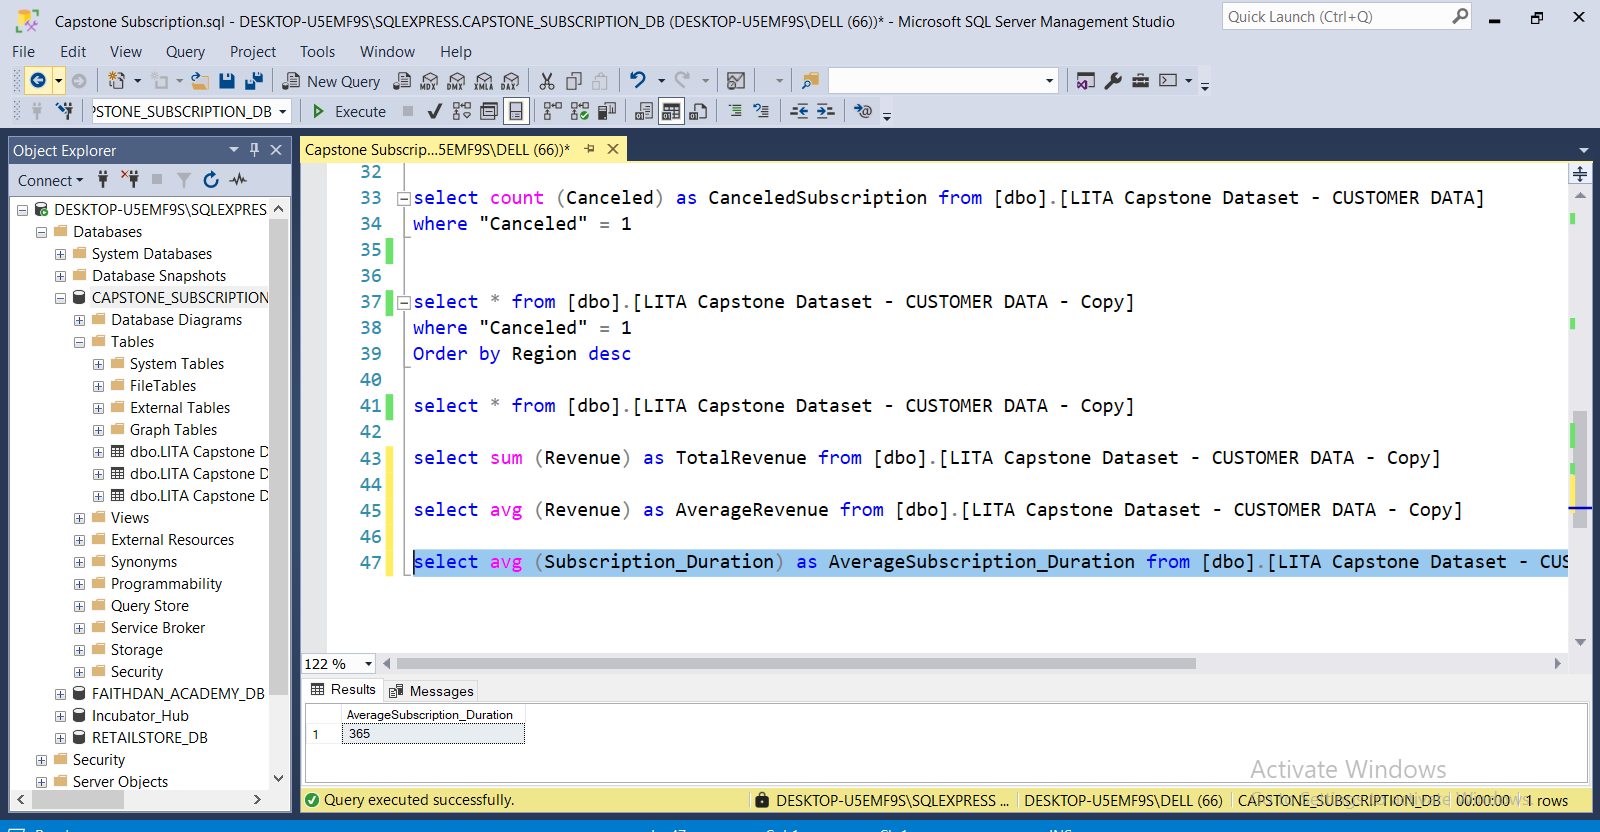 Capstone Subscription.sql - DESKTOP-U5EMF9S\SQLEXPRESS.CAPSTONE_SUBSCRIPTION_DB (DESKTOP-U5EMF9S\DELL (66))* - Microsoft SQL Server Management Studio
Quick Launch (Ctrl+Q)
File Edit View Query Project Tools Window Help
New Query MDX DMX XMLA DAX
PSTONE_SUBSCRIPTION_DB Execute
Object Explorer
Connect
DESKTOP-U5EMF9S\SQLEXPRES
Databases
System Databases
Database Snapshots
CAPSTONE_SUBSCRIPTION
Database Diagrams
Tables
System Tables
FileTables
External Tables
Graph Tables
dbo.LITA Capstone D
dbo.LITA Capstone D
dbo.LITA Capstone D
Views
External Resources
Synonyms
Programmability
Query Store
Service Broker
Storage
Security
FAITHDAN_ACADEMY_DB
Incubator_Hub
RETAILSTORE_DB
Security
Server Objects
Capstone Subscrip...5EMF9S\DELL (66))*
32
33 select count (Canceled) as CanceledSubscription from [dbo].[LITA Capstone Dataset - CUSTOMER DATA]
34 where "Canceled" = 1
35
36
37 select * from [dbo].[LITA Capstone Dataset - CUSTOMER DATA - Copy]
38 where "Canceled" = 1
39 Order by Region desc
40
41 select * from [dbo].[LITA Capstone Dataset - CUSTOMER DATA - Copy]
42
43 select sum (Revenue) as TotalRevenue from [dbo].[LITA Capstone Dataset - CUSTOMER DATA - Copy]
44
45 select avg (Revenue) as AverageRevenue from [dbo].[LITA Capstone Dataset - CUSTOMER DATA - Copy]
46
47 select avg (Subscription_Duration) as AverageSubscription_Duration from [dbo].[LITA Capstone Dataset - CUS
122 %
Results Messages
AverageSubscription_Duration
1 365
Activate Windows
Query executed successfully. DESKTOP-U5EMF9S\SQLEXPRESS ... DESKTOP-U5EMF9S\DELL (66) CAPSTONE_SUBSCRIPTION_DB 00:00:00 1 rows